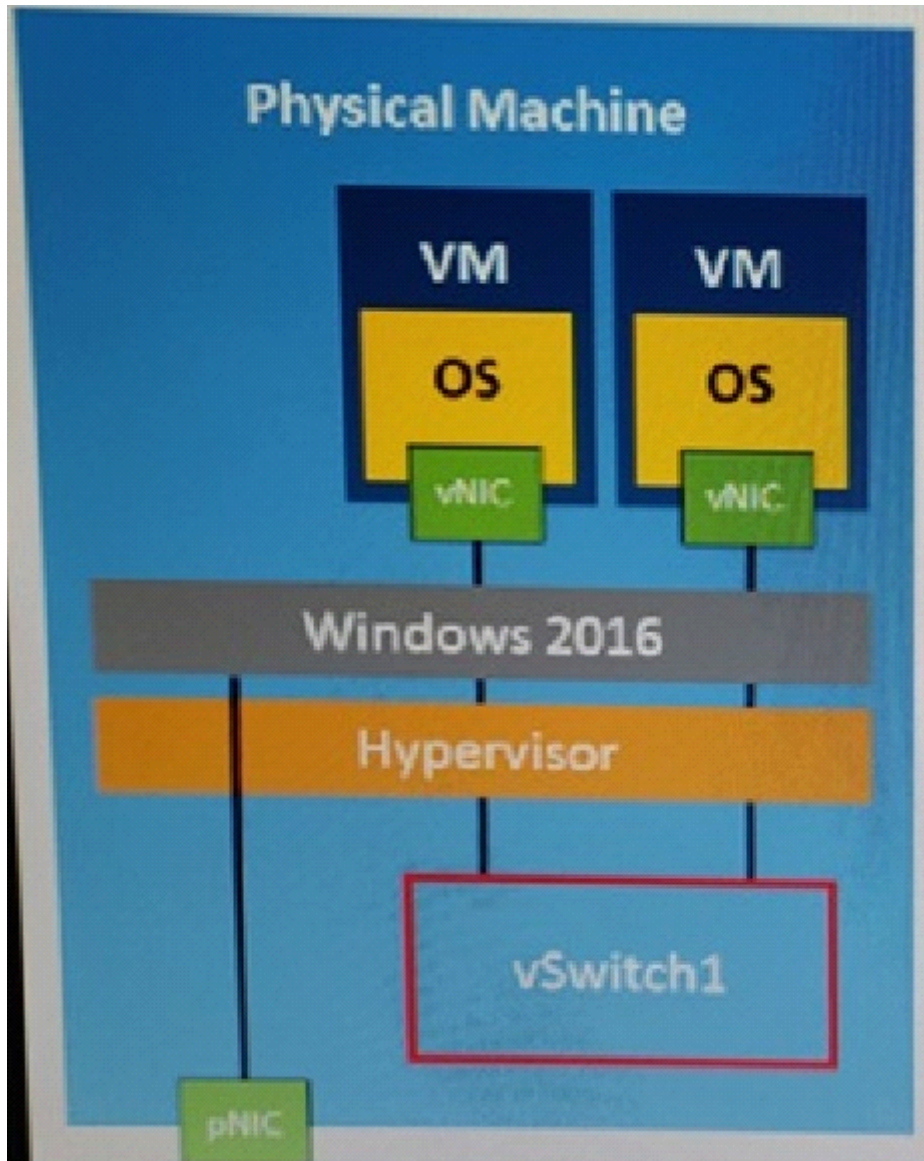 Physical Machine
VM
VM
OS
OS
vNIC
vNIC
Windows 2016
Hypervisor
vSwitch1
pNIC